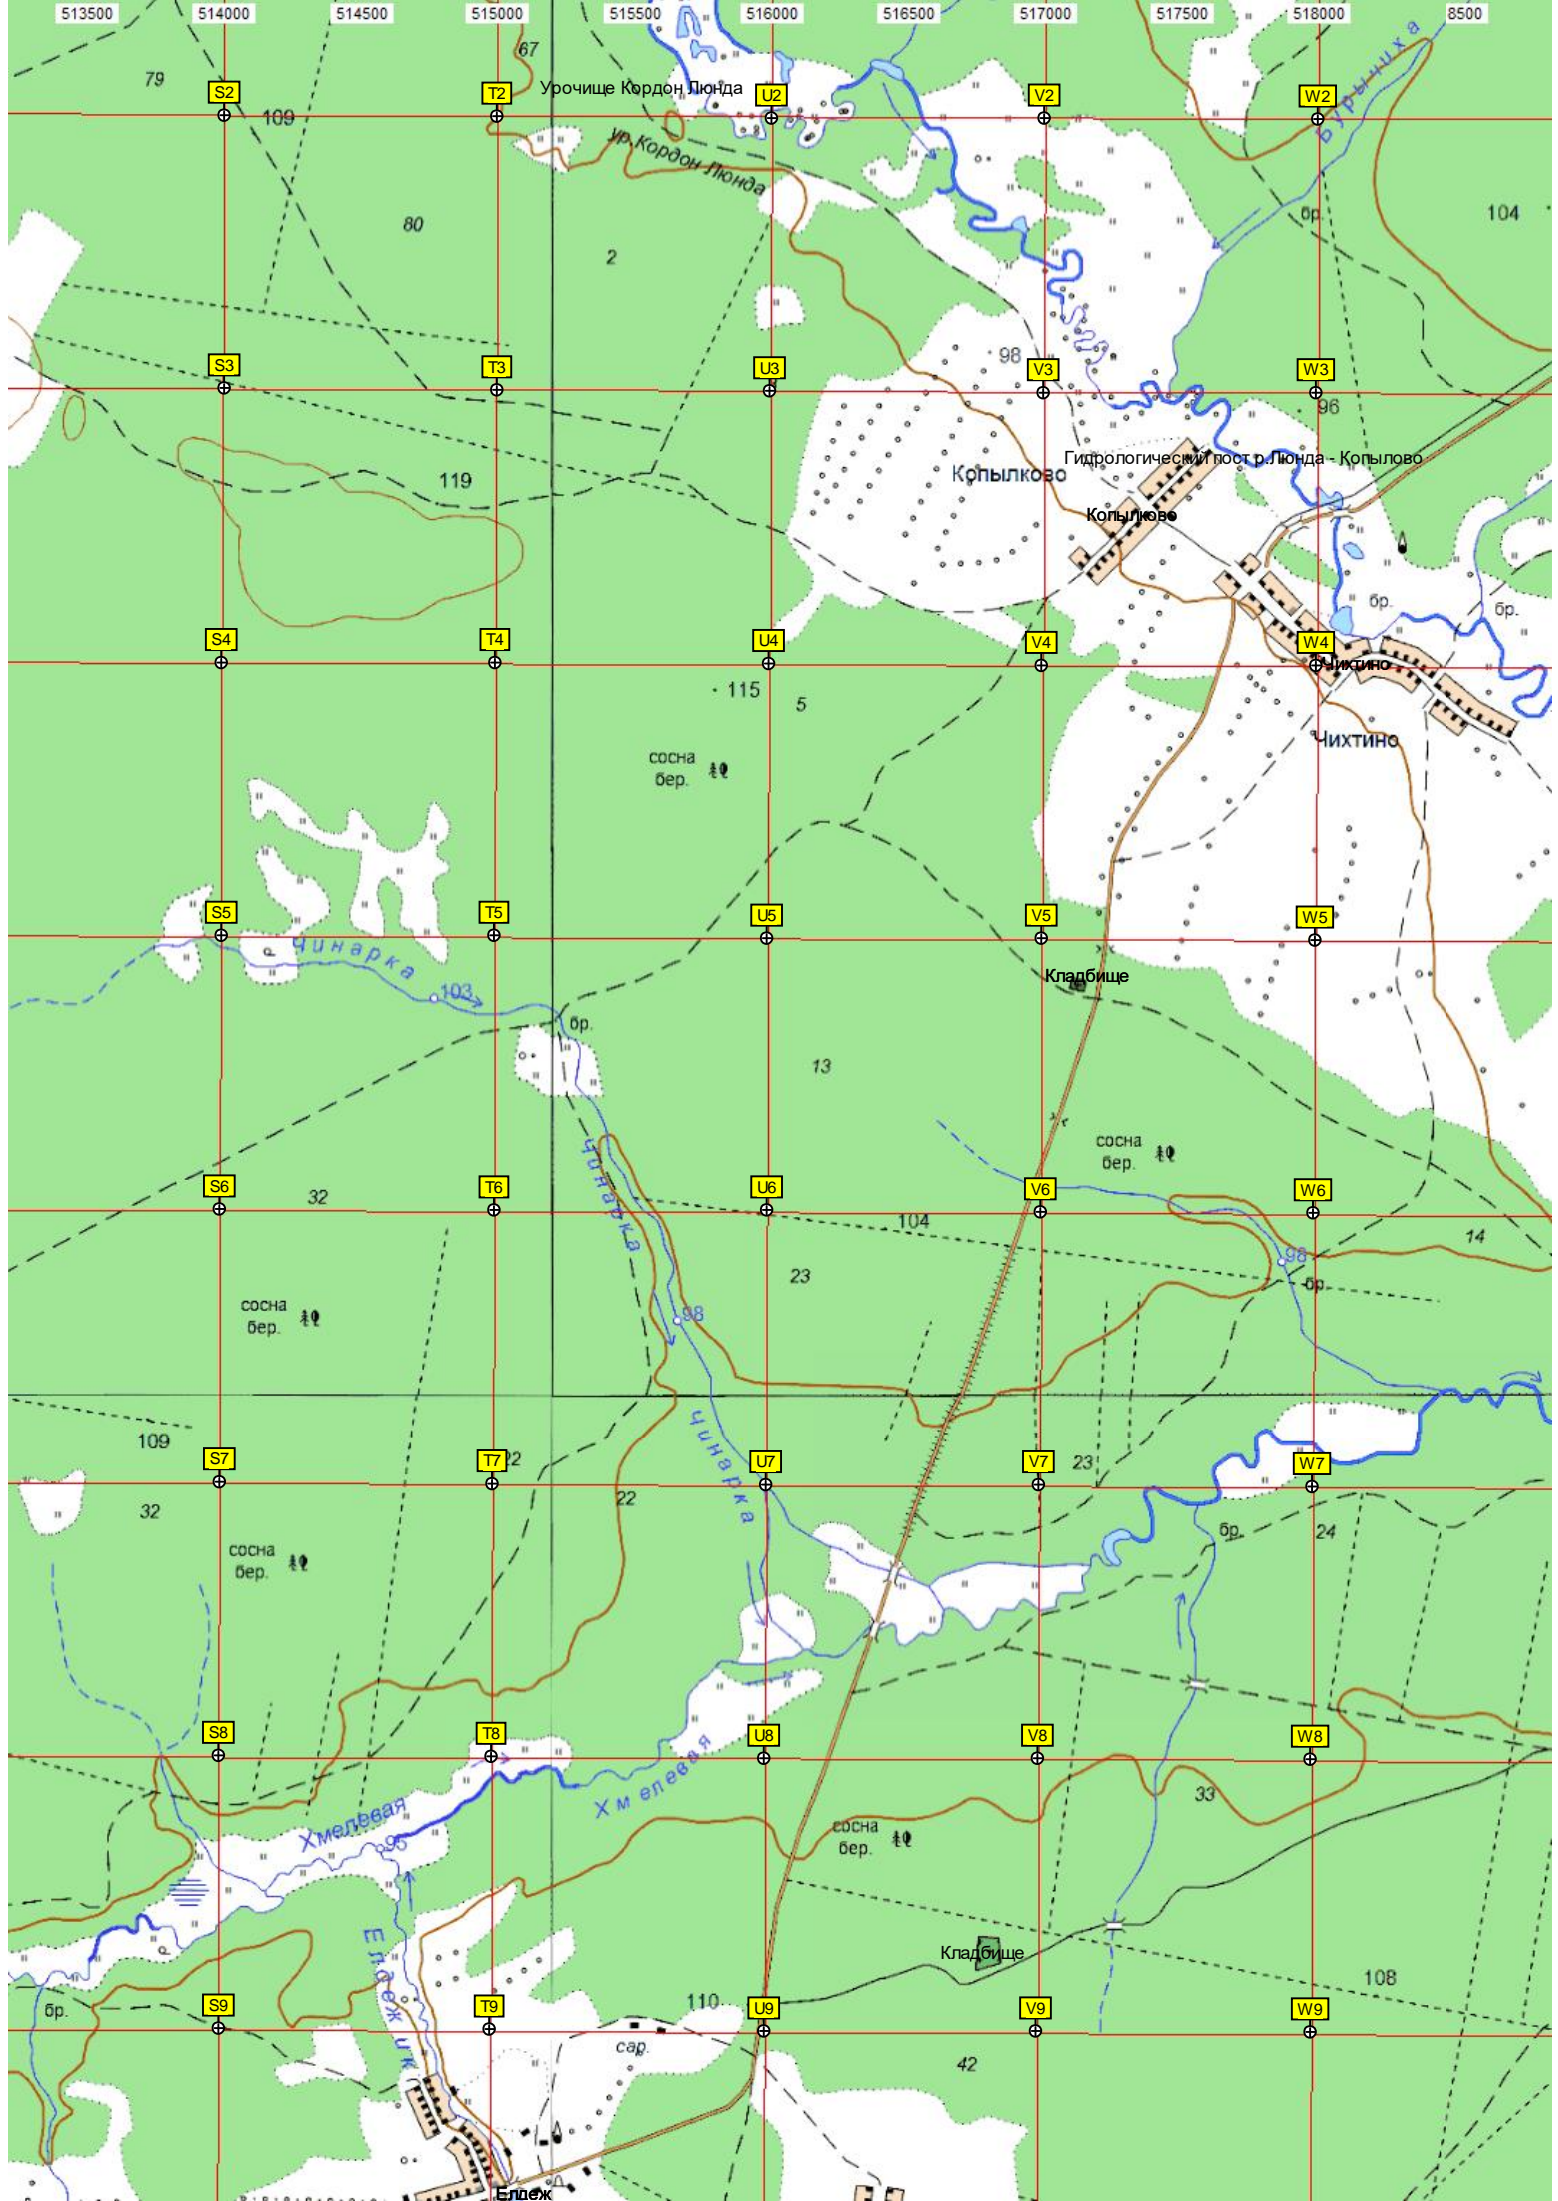 513500 514000 514500 515000 515500 516000 516500 517000 517500 518000 8500
67
79
S2 T2 U2 V2 W2
Урочище Кордон Люнда
109
Бурычиха
ур. Кордон Люнда
80
2
бр.
104
98
S3 T3 U3 V3 W3
96
Гидрологический пост р.Люнда - Копылово
119
Копылково
Копылково
бр.
бр.
S4 T4 U4 V4 W4
Чихтино
115
5
Чихтино
сосна
бер.
S5 T5 U5 V5 W5
Чинарка
Кладбище
103
бр.
13
сосна
бер.
Чинарка
S6 T6 U6 V6 W6
32
104
14
98
23
бр.
сосна
бер.
98
Чинарка
109
S7 T7 U7 V7 W7
22
23
22
32
бр.
24
сосна
бер.
S8 T8 U8 V8 W8
Хмелевая
33
Хмелевая
95
сосна
бер.
Елдежик
Кладбище
108
110
бр.
S9 T9 U9 V9 W9
сар.
42
Елдеж